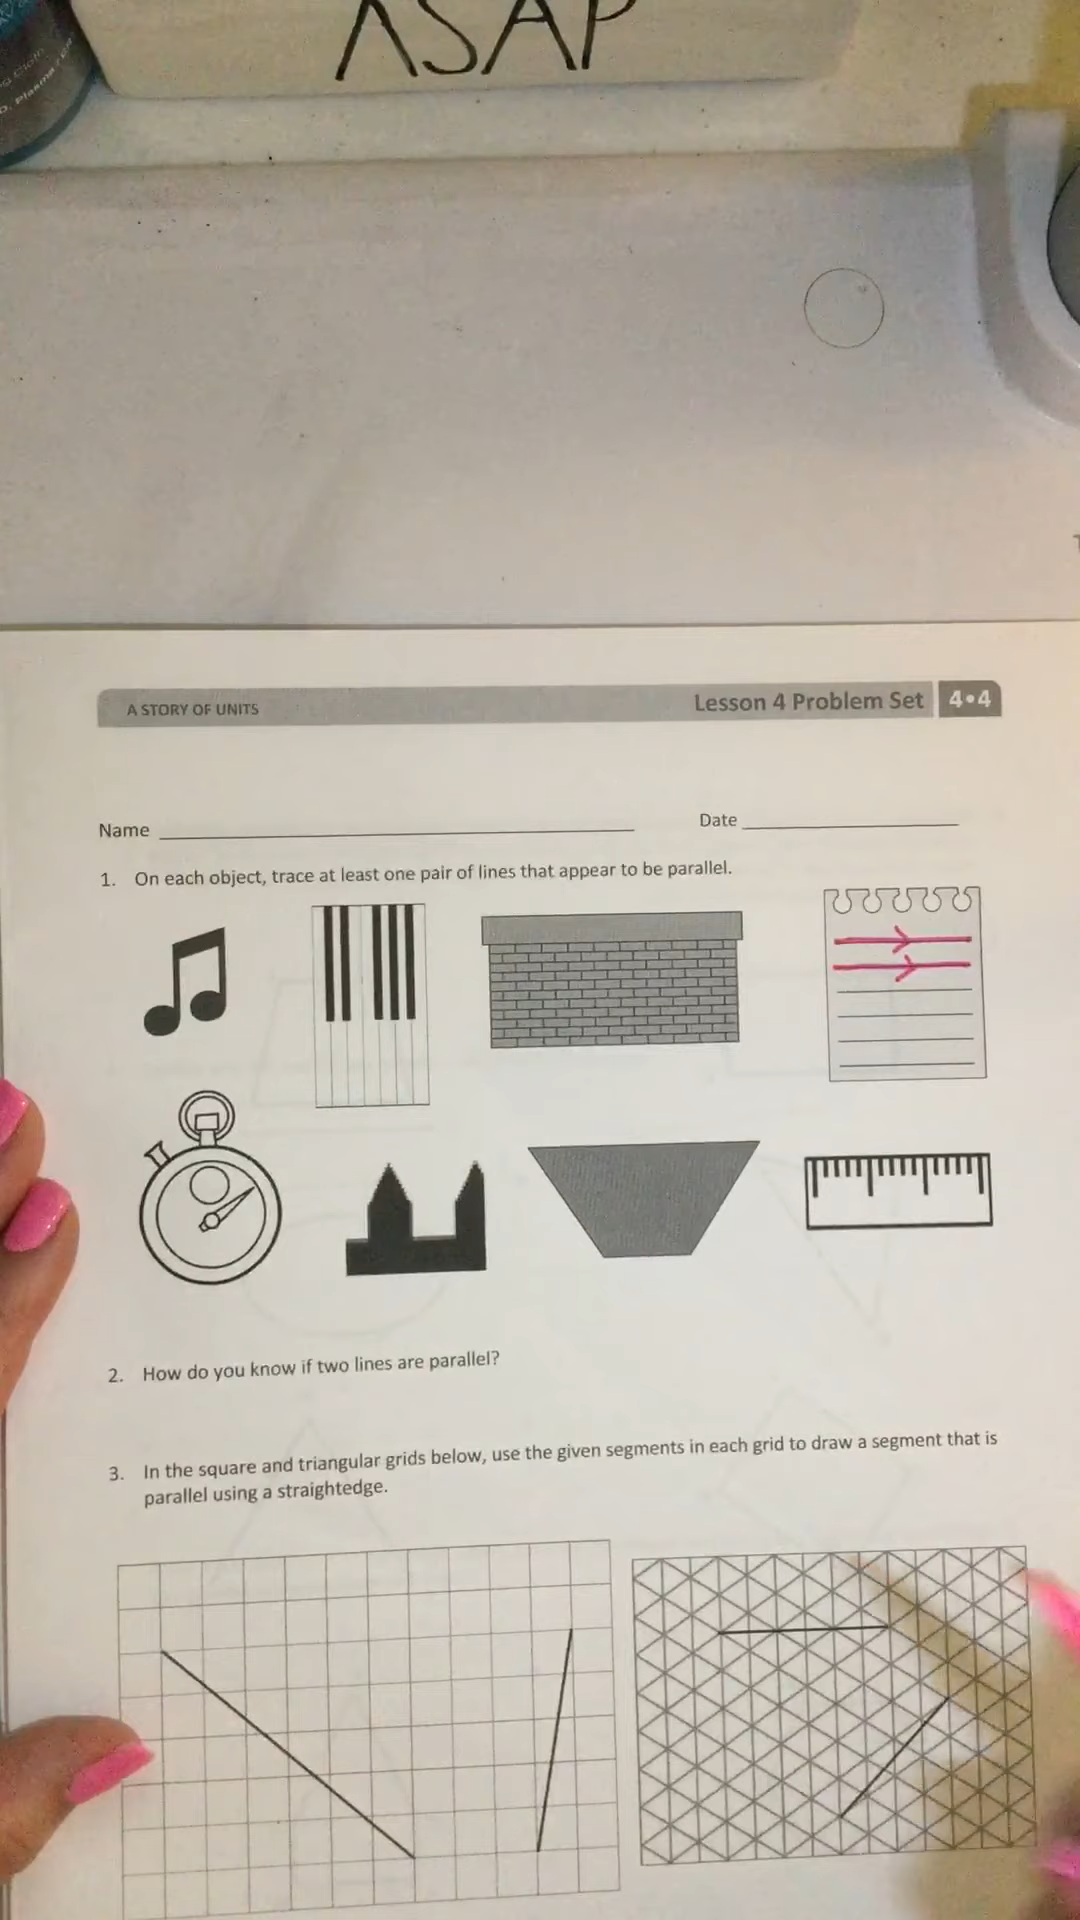 ASAP
A STORY OF UNITS
Lesson 4 Problem Set 4•4
Name
Date
1. On each object, trace at least one pair of lines that appear to be parallel.
2. How do you know if two lines are parallel?
3. In the square and triangular grids below, use the given segments in each grid to draw a segment that is
parallel using a straightedge.